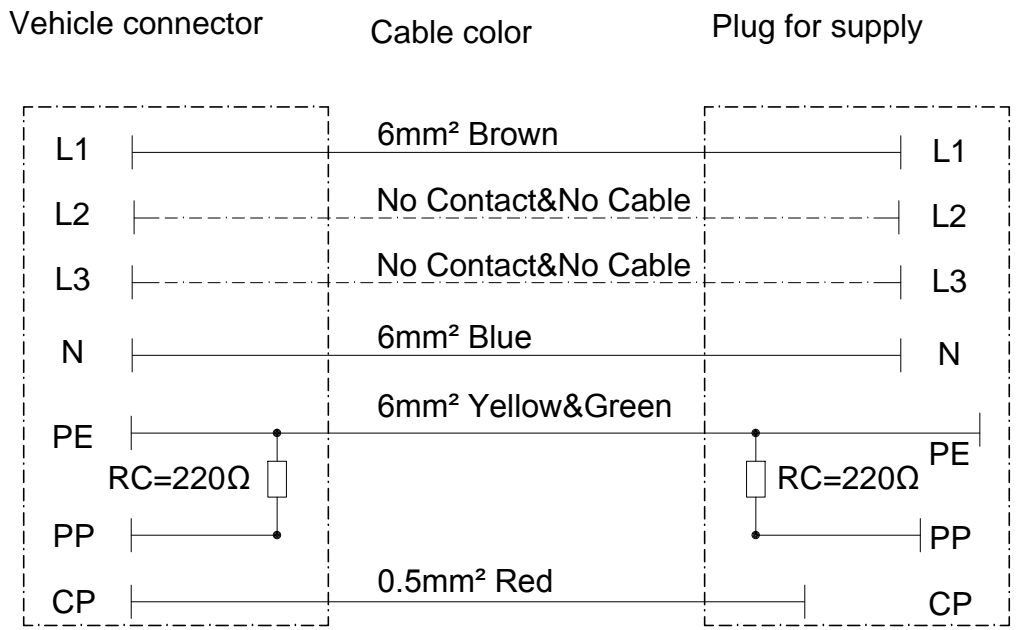 Vehicle connector
Cable color
Plug for supply
L1
6mm² Brown
L1
L2
No Contact&No Cable
L2
L3
No Contact&No Cable
L3
N
6mm² Blue
N
PE
6mm² Yellow&Green
PE
RC=220Ω
RC=220Ω
PP
PP
CP
0.5mm² Red
CP